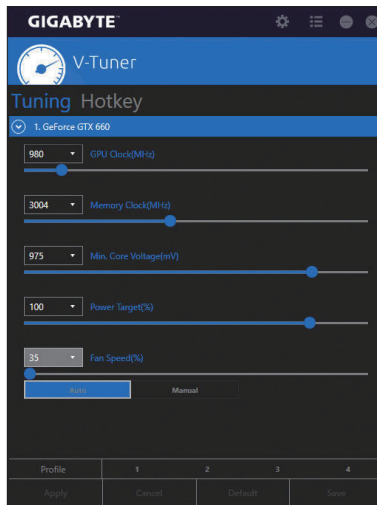 GIGABYTE™
V-Tuner
Tuning Hotkey
1. GeForce GTX 660
980 GPU Clock(MHz)
3004 Memory Clock(MHz)
975 Min. Core Voltage(mV)
100 Power Target(%)
35 Fan Speed(%)
Auto Manual
Profile 1 2 3 4
Apply Cancel Default Save